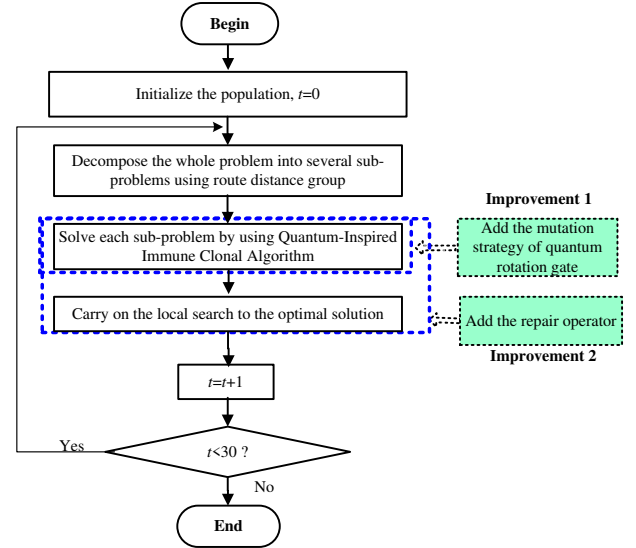 Begin
Initialize the population, t=0
Decompose the whole problem into several sub-
problems using route distance group
Improvement 1
Solve each sub-problem by using Quantum-Inspired
Immune Clonal Algorithm
Add the mutation
strategy of quantum
rotation gate
Carry on the local search to the optimal solution
Add the repair operator
Improvement 2
t=t+1
Yes
t<30 ?
No
End